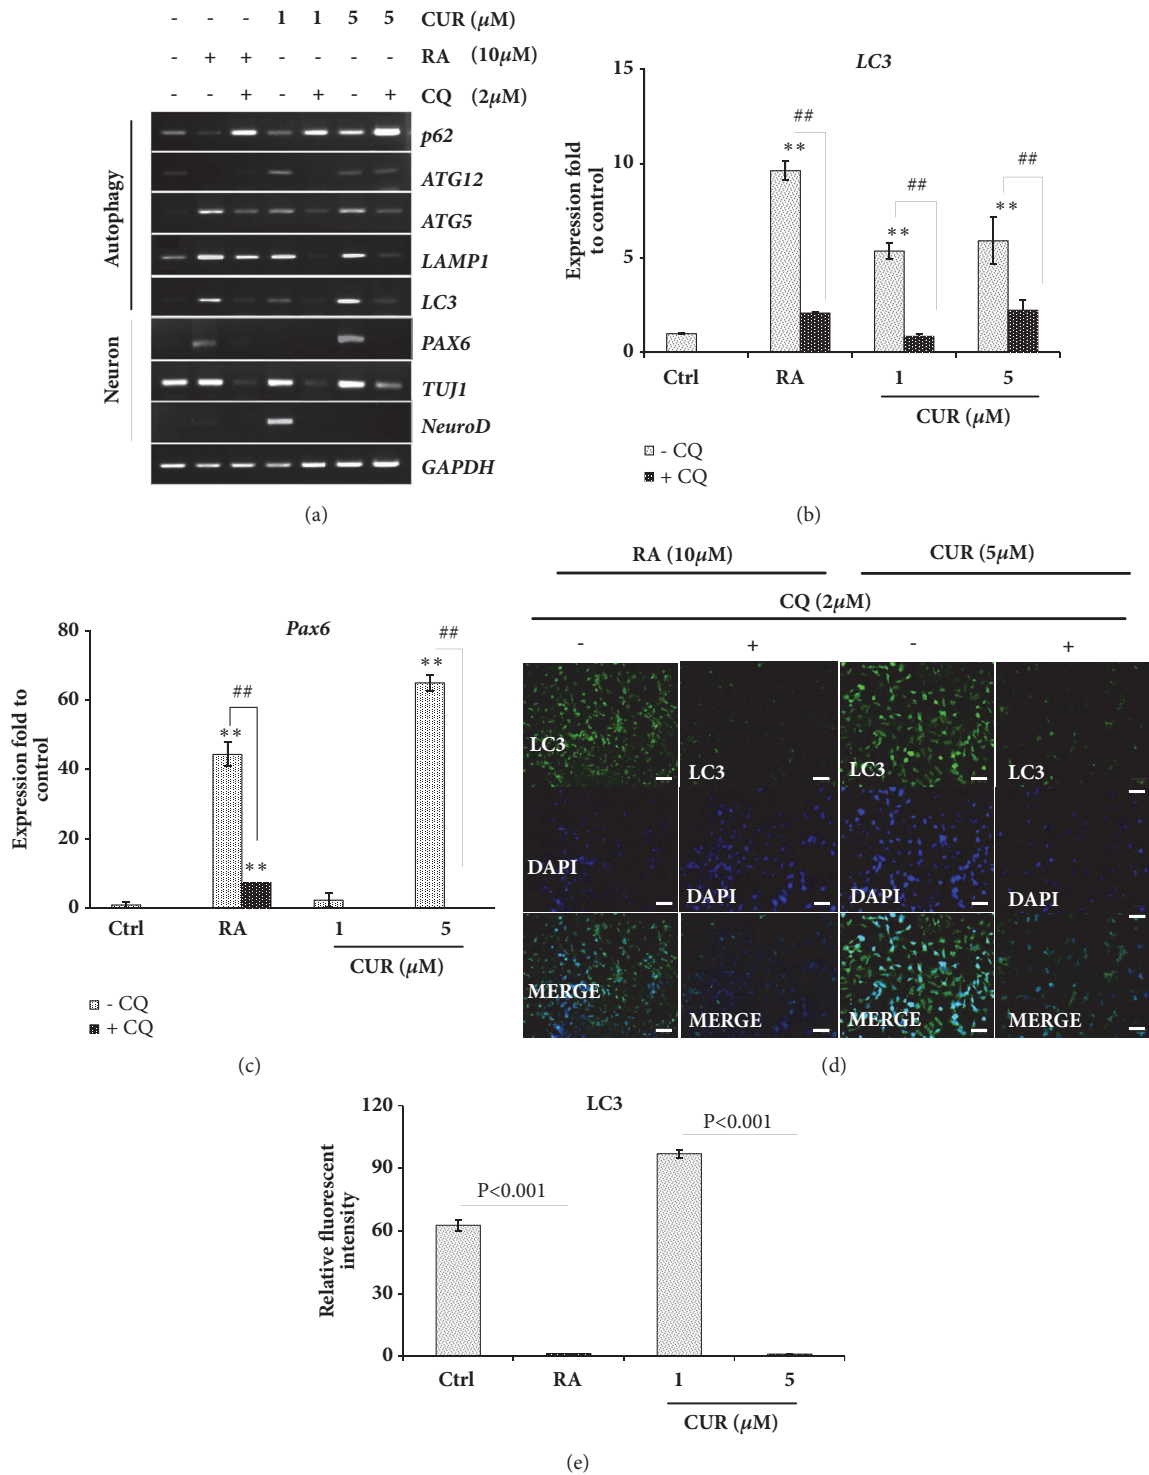 - - - 1 1 5 5 CUR (μM)
- + + - - - - RA (10μM)
- - + - + - + CQ (2μM)
Autophagy
p62
ATG12
ATG5
LAMP1
LC3
Neuron
PAX6
TUJ1
NeuroD
GAPDH
(a)
LC3
Expression fold
to control
15
10
5
0
**
##
**
##
**
##
Ctrl RA 1 5
CUR (μM)
- CQ
+ CQ
(b)
Pax6
Expression fold to
control
80
60
40
20
0
**
##
**
**
##
Ctrl RA 1 5
CUR (μM)
- CQ
+ CQ
(c)
RA (10μM) CUR (5μM)
CQ (2μM)
- + - +
LC3 LC3 LC3 LC3
DAPI DAPI DAPI DAPI
MERGE MERGE MERGE MERGE
(d)
LC3
Relative fluorescent
intensity
120
90
60
30
0
P<0.001
P<0.001
Ctrl RA 1 5
CUR (μM)
(e)